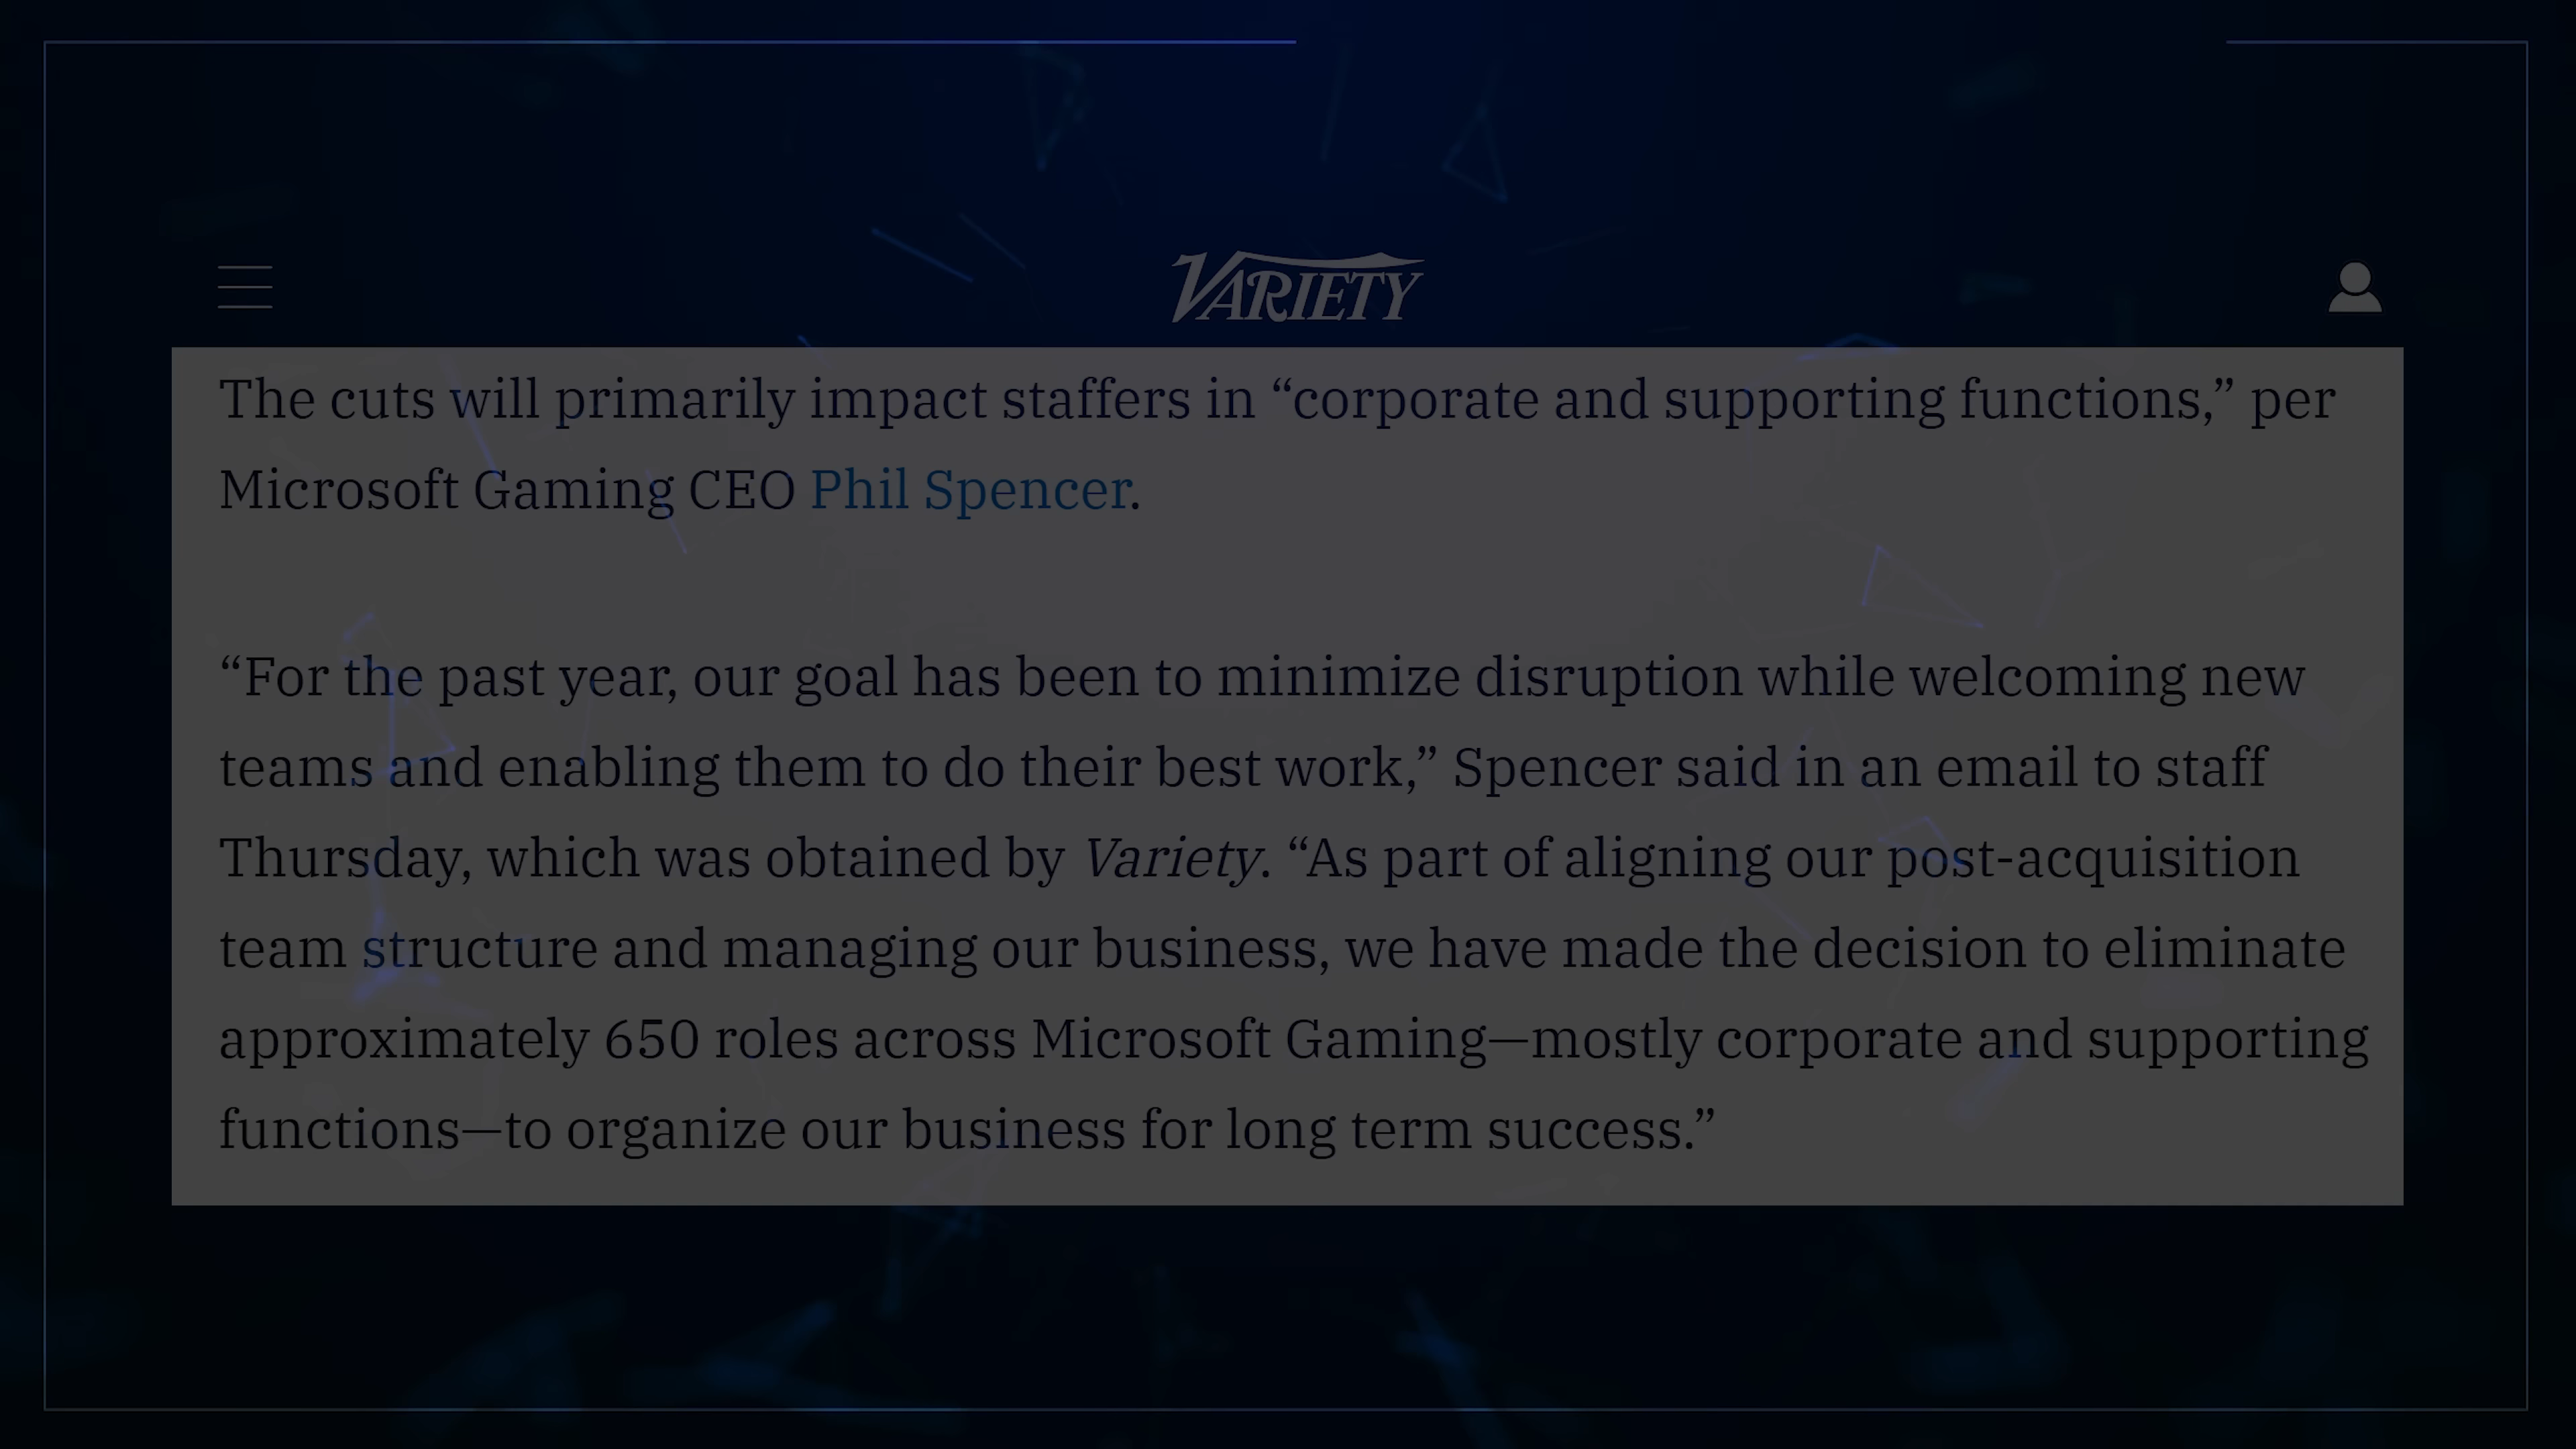 VARIETY
The cuts will primarily impact staffers in “corporate and supporting functions,” per
Microsoft Gaming CEO Phil Spencer.
“For the past year, our goal has been to minimize disruption while welcoming new
teams and enabling them to do their best work,” Spencer said in an email to staff
Thursday, which was obtained by Variety. “As part of aligning our post-acquisition
team structure and managing our business, we have made the decision to eliminate
approximately 650 roles across Microsoft Gaming—mostly corporate and supporting
functions—to organize our business for long term success.”